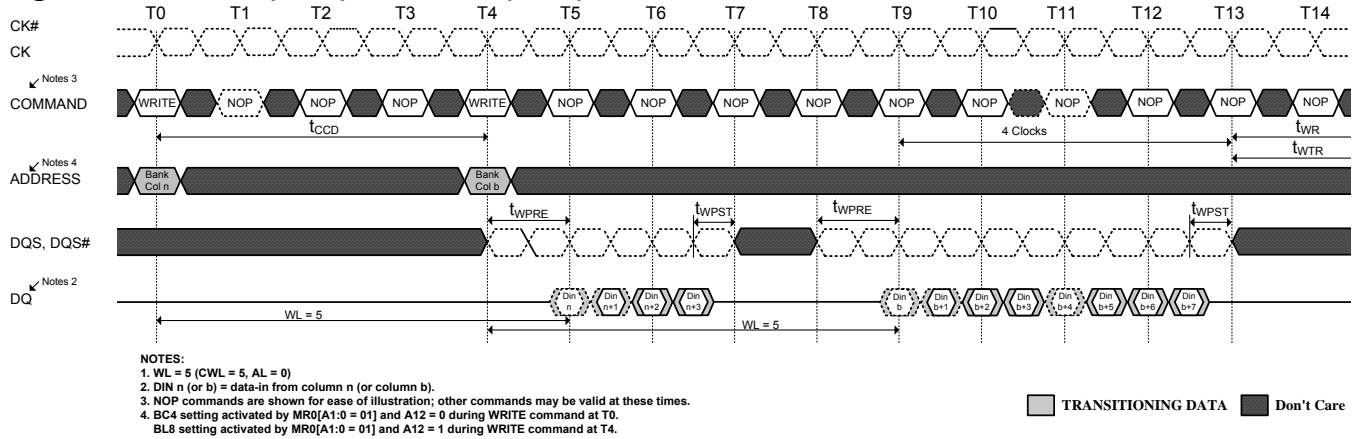 T0 T1 T2 T3 T4 T5 T6 T7 T8 T9 T10 T11 T12 T13 T14
CK#
CK
Notes 3
COMMAND
WRITE NOP NOP NOP WRITE NOP NOP NOP NOP NOP NOP NOP NOP NOP NOP
tCCD
4 Clocks
tWR
tWTR
Notes 4
ADDRESS
Bank
Col n
Bank
Col b
tWPRE tWPST tWPRE tWPST
DQS, DQS#
Notes 2
DQ
Din
n
Din
n+1
Din
n+2
Din
n+3
Din
b
Din
b+1
Din
b+2
Din
b+3
Din
b+4
Din
b+5
Din
b+6
Din
b+7
WL = 5
WL = 5
NOTES:
1. WL = 5 (CWL = 5, AL = 0)
2. DIN n (or b) = data-in from column n (or column b).
3. NOP commands are shown for ease of illustration; other commands may be valid at these times.
4. BC4 setting activated by MR0[A1:0 = 01] and A12 = 0 during WRITE command at T0.
BL8 setting activated by MR0[A1:0 = 01] and A12 = 1 during WRITE command at T4.
TRANSITIONING DATA
Don't Care